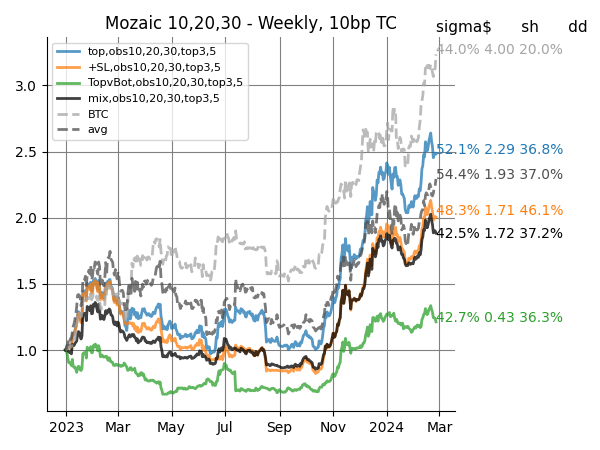 Mozaic 10,20,30 - Weekly, 10bp TC
sigma$ sh dd
top,obs10,20,30,top3,5
+SL,obs10,20,30,top3,5
TopvBot,obs10,20,30,top3,5
mix,obs10,20,30,top3,5
BTC
avg
44.0% 4.00 20.0%
52.1% 2.29 36.8%
54.4% 1.93 37.0%
48.3% 1.71 46.1%
42.5% 1.72 37.2%
42.7% 0.43 36.3%
3.0
2.5
2.0
1.5
1.0
2023 Mar May Jul Sep Nov 2024 Mar